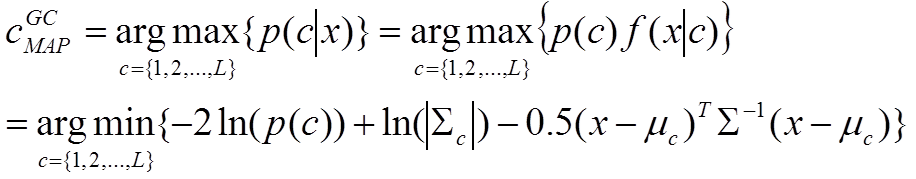 c_{MAP}^{GC} = arg max_{c={1,2,...,L}} {p(c|x)} = arg max_{c={1,2,...,L}} {p(c) f(x|c)}
= arg min_{c={1,2,...,L}} {−2 ln(p(c)) + ln(|Σ_c|) − 0.5(x − μ_c)^T Σ^{−1} (x − μ_c)}